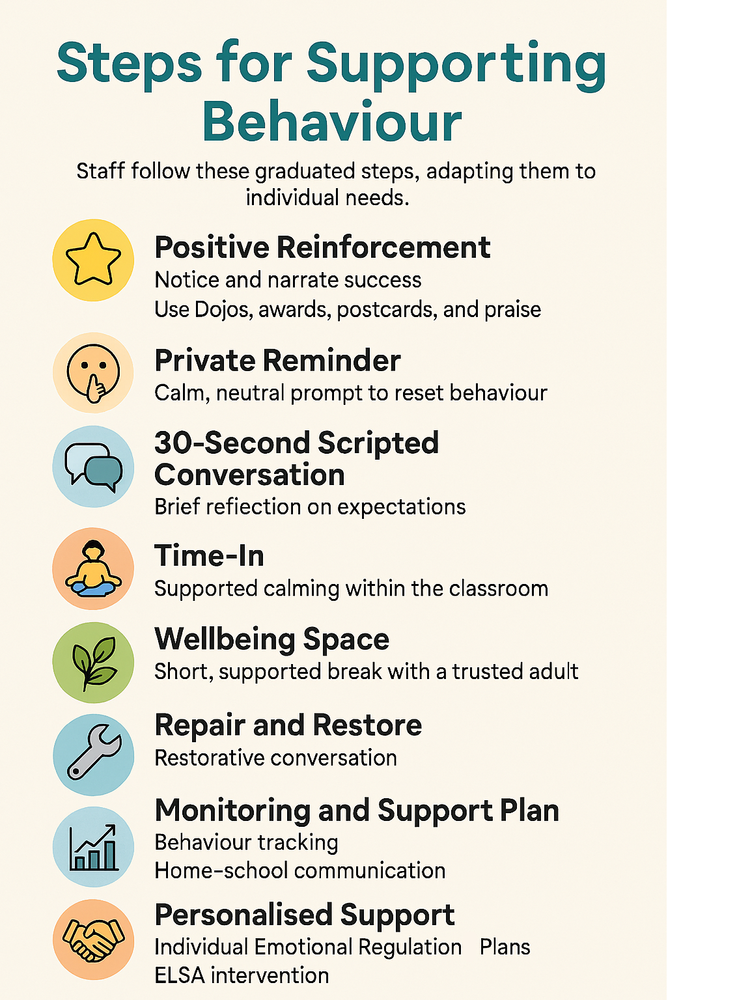 Steps for Supporting
Behaviour
Staff follow these graduated steps, adapting them to
individual needs.
Positive Reinforcement
Notice and narrate success
Use Dojos, awards, postcards, and praise
Private Reminder
Calm, neutral prompt to reset behaviour
30-Second Scripted
Conversation
Brief reflection on expectations
Time-In
Supported calming within the classroom
Wellbeing Space
Short, supported break with a trusted adult
Repair and Restore
Restorative conversation
Monitoring and Support Plan
Behaviour tracking
Home-school communication
Personalised Support
Individual Emotional Regulation Plans
ELSA intervention